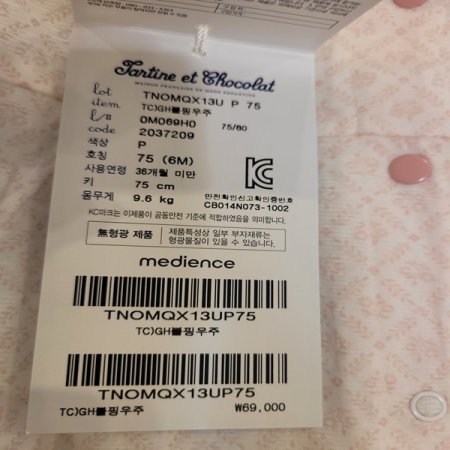 Tartine et Chocolat
MAISON FRANÇAISE DE MODE ENFANTINE
lot TNOMQX13U P 75
item TC)GH볼핑우주
l/# 0M069H0 75/80
code 2037209
색상 P
호칭 75 (6M)
사용연령 36개월 미만
키 75 cm
몸무게 9.6 kg
안전확인신고확인증번호
CB014N073-1002
KC마크는 이제품이 공통안전 기준에 적합하였음을 의미합니다.
無형광 제품
제품특성상 일부 부자재류는
형광물질이 있을 수 있습니다.
medience
TNOMQX13UP75
TC)GH볼핑우주
TNOMQX13UP75
TC)GH볼핑우주 ₩69,000